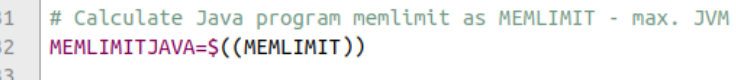 31 # Calculate Java program memlimit as MEMLIMIT - max. JVM
32 MEMLIMITJAVA=$((MEMLIMIT))
33